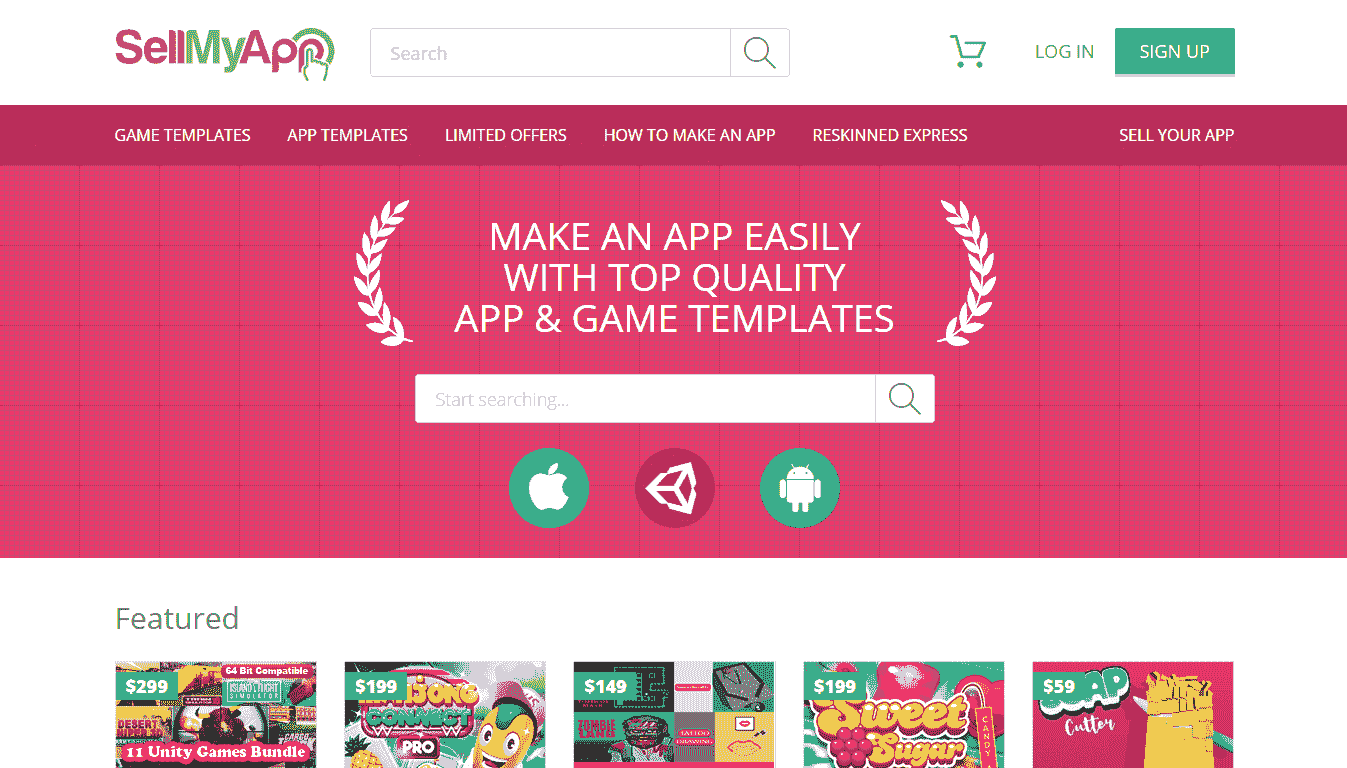 SellMyApp
Search
LOG IN
SIGN UP
GAME TEMPLATES
APP TEMPLATES
LIMITED OFFERS
HOW TO MAKE AN APP
RESKINNED EXPRESS
SELL YOUR APP
MAKE AN APP EASILY
WITH TOP QUALITY
APP & GAME TEMPLATES
Start searching...
Featured
64 Bit Compatible
$299
ISLAND FLIGHT
SIMULATOR
DESERT
CARGO
11 Unity Games Bundle
$199
CONNECT
PRO
$149
ZOMBIE
TATTOO
DRAWING
$199
Sweet
Sugar
CANDY
$59
Cutter